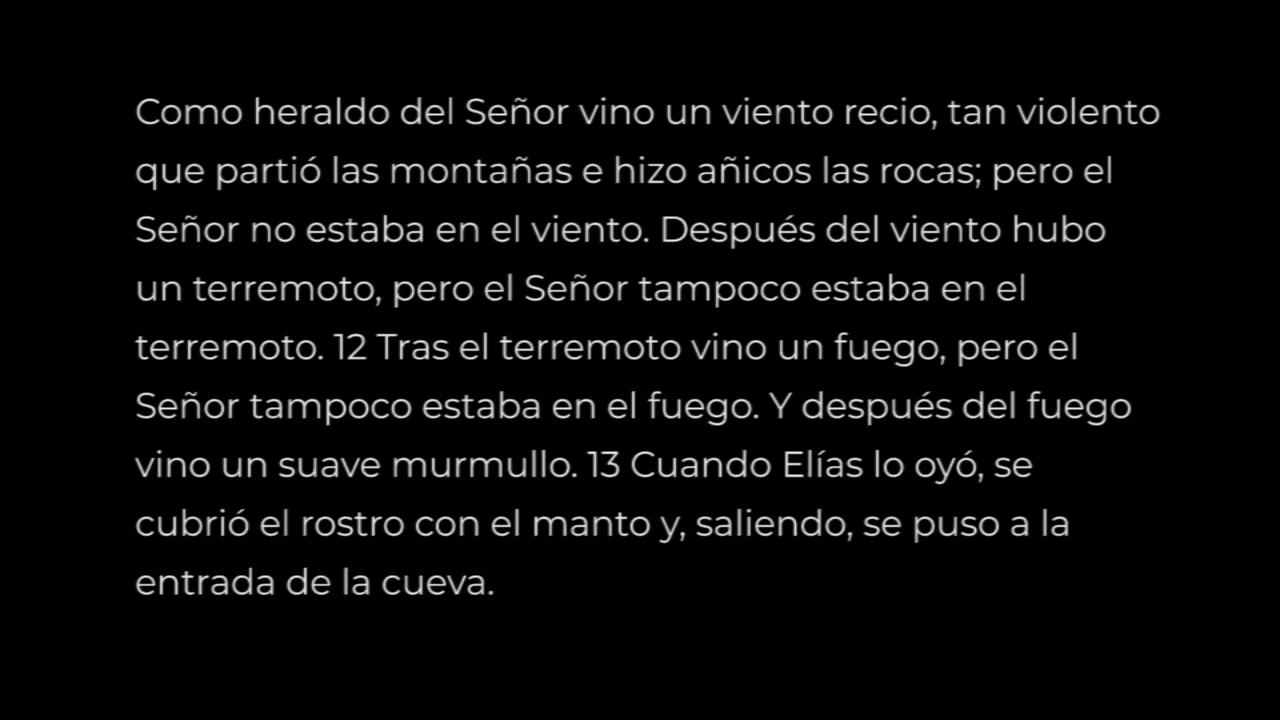 Como heraldo del Señor vino un viento recio, tan violento
que partió las montañas e hizo añicos las rocas; pero el
Señor no estaba en el viento. Después del viento hubo
un terremoto, pero el Señor tampoco estaba en el
terremoto. 12 Tras el terremoto vino un fuego, pero el
Señor tampoco estaba en el fuego. Y después del fuego
vino un suave murmullo. 13 Cuando Elías lo oyó, se
cubrió el rostro con el manto y, saliendo, se puso a la
entrada de la cueva.